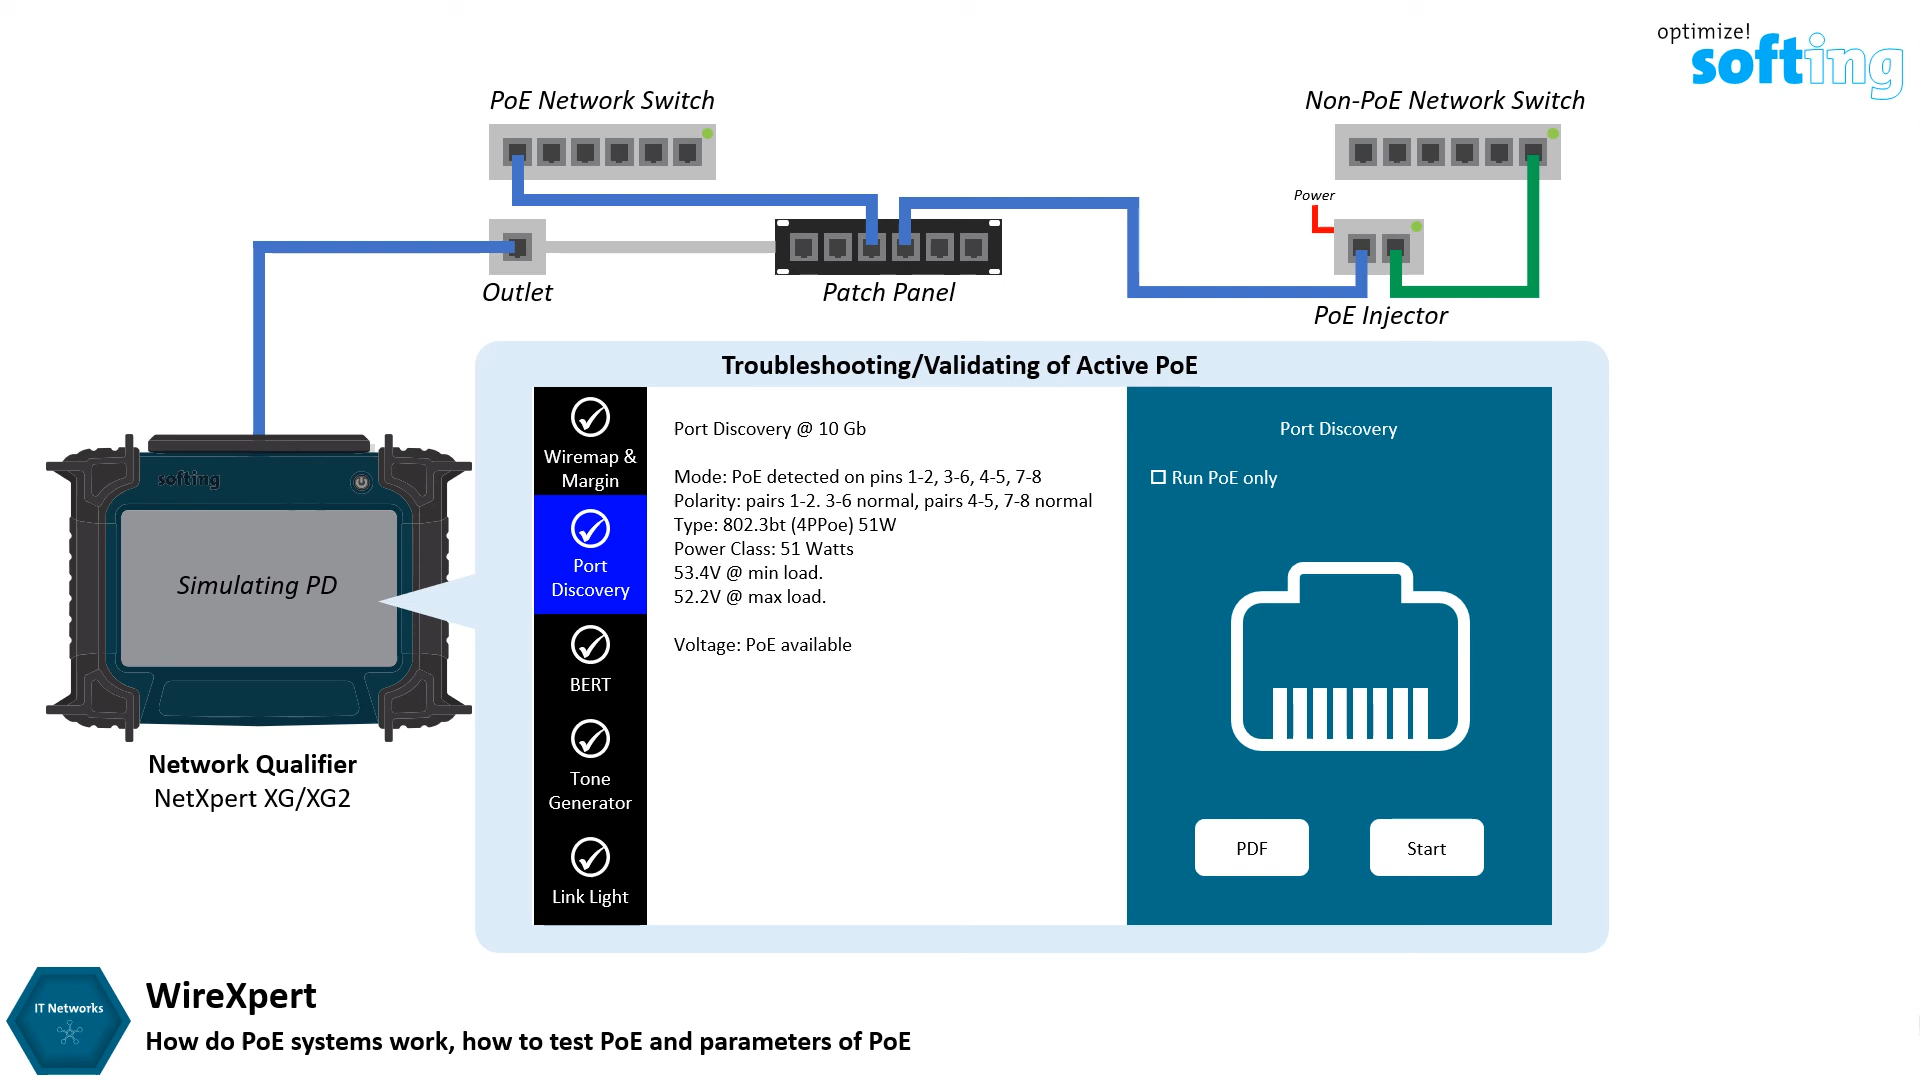 optimize!
softing
PoE Network Switch
Non-PoE Network Switch
Power
Outlet
Patch Panel
PoE Injector
Troubleshooting/Validating of Active PoE
Wiremap &
Margin
Port
Discovery
BERT
Tone
Generator
Link Light
Port Discovery @ 10 Gb
Mode: PoE detected on pins 1-2, 3-6, 4-5, 7-8
Polarity: pairs 1-2. 3-6 normal, pairs 4-5, 7-8 normal
Type: 802.3bt (4PPoe) 51W
Power Class: 51 Watts
53.4V @ min load.
52.2V @ max load.
Voltage: PoE available
Port Discovery
Run PoE only
PDF
Start
softing
Simulating PD
Network Qualifier
NetXpert XG/XG2
IT Networks
WireXpert
How do PoE systems work, how to test PoE and parameters of PoE